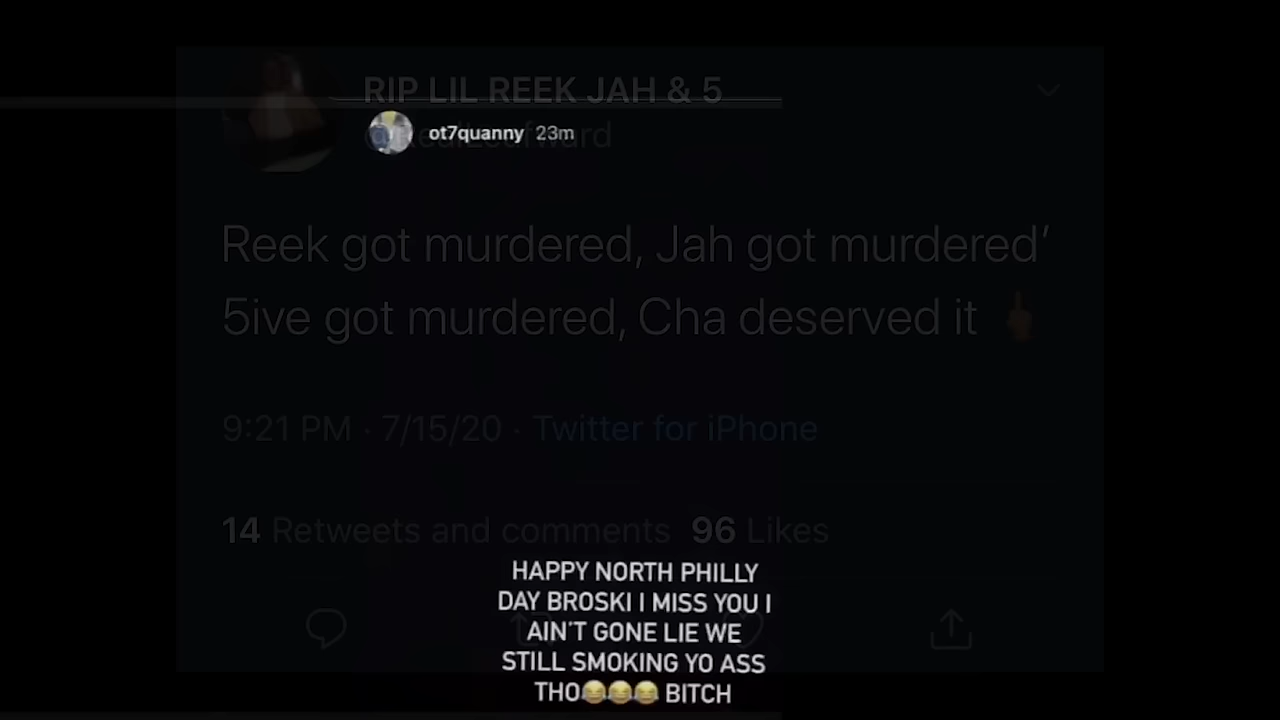 RIP LIL REEK JAH & 5
ot7quanny 23m
Reek got murdered, Jah got murdered'
5ive got murdered, Cha deserved it 🖕
9:21 PM · 7/15/20 · Twitter for iPhone
14 Retweets and comments 96 Likes
HAPPY NORTH PHILLY
DAY BROSKI I MISS YOU I
AIN'T GONE LIE WE
STILL SMOKING YO ASS
THO😂😂😂 BITCH